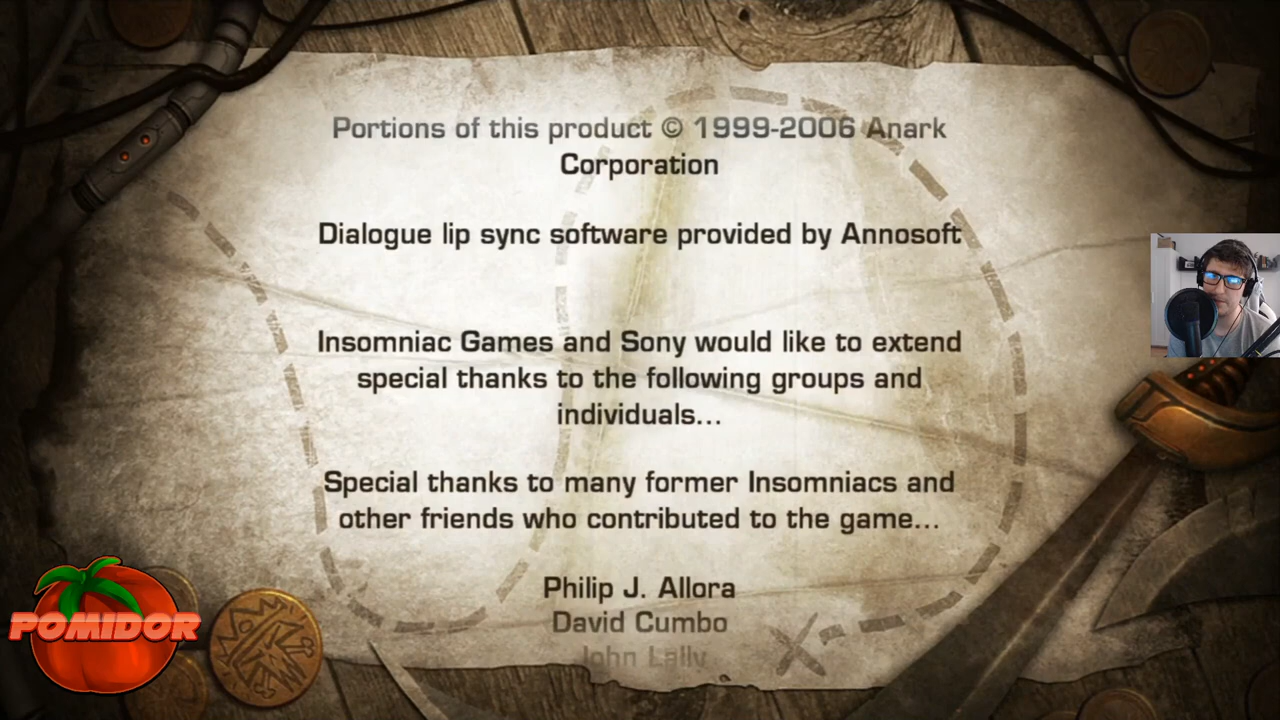 Portions of this product © 1999-2006 Anark
Corporation
Dialogue lip sync software provided by Annosoft
Insomniac Games and Sony would like to extend
special thanks to the following groups and
individuals...
Special thanks to many former Insomniacs and
other friends who contributed to the game...
Philip J. Allora
David Cumbo
John Lally
POMIDOR